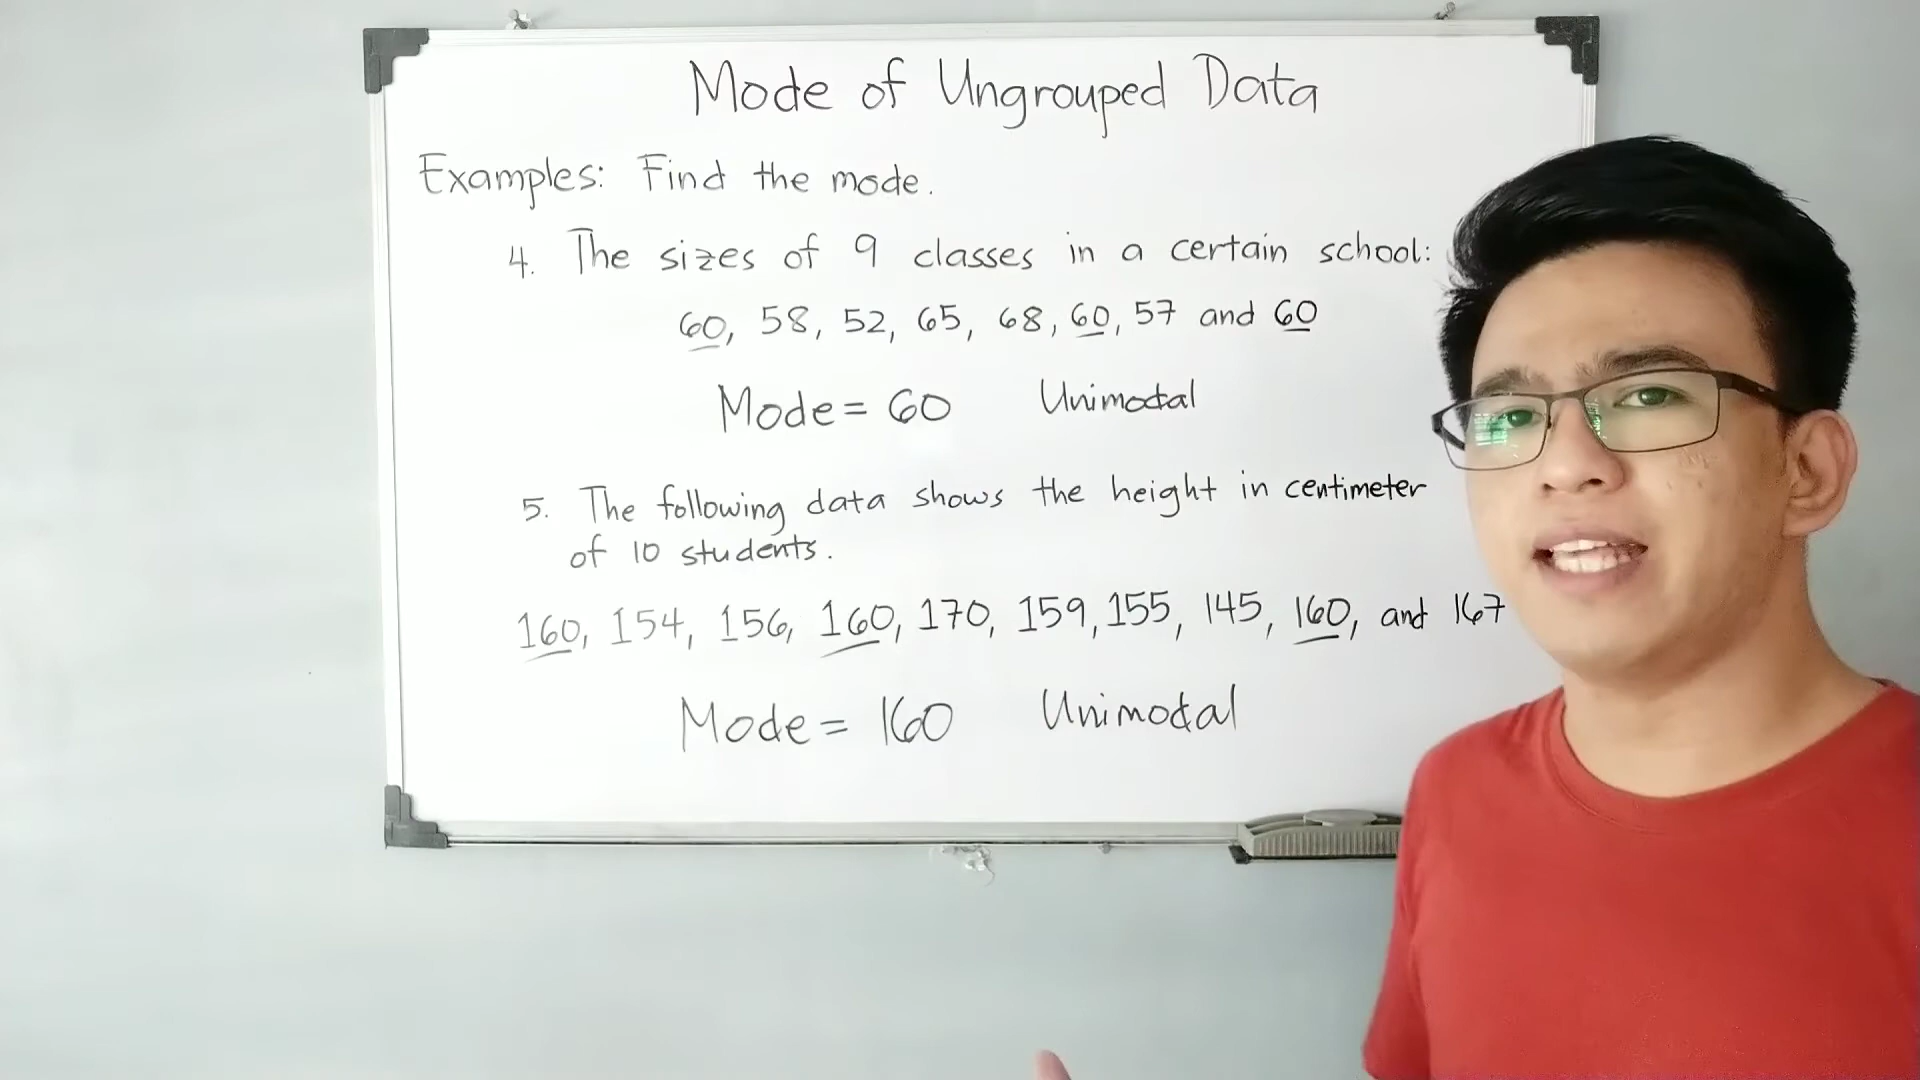 Mode of Ungrouped Data
Examples: Find the mode.
4. The sizes of 9 classes in a certain school:
60, 58, 52, 65, 68, 60, 57 and 60
Mode = 60 Unimodal
5. The following data shows the height in centimeter
of 10 students.
160, 154, 156, 160, 170, 159, 155, 145, 160, and 167
Mode = 160 Unimodal